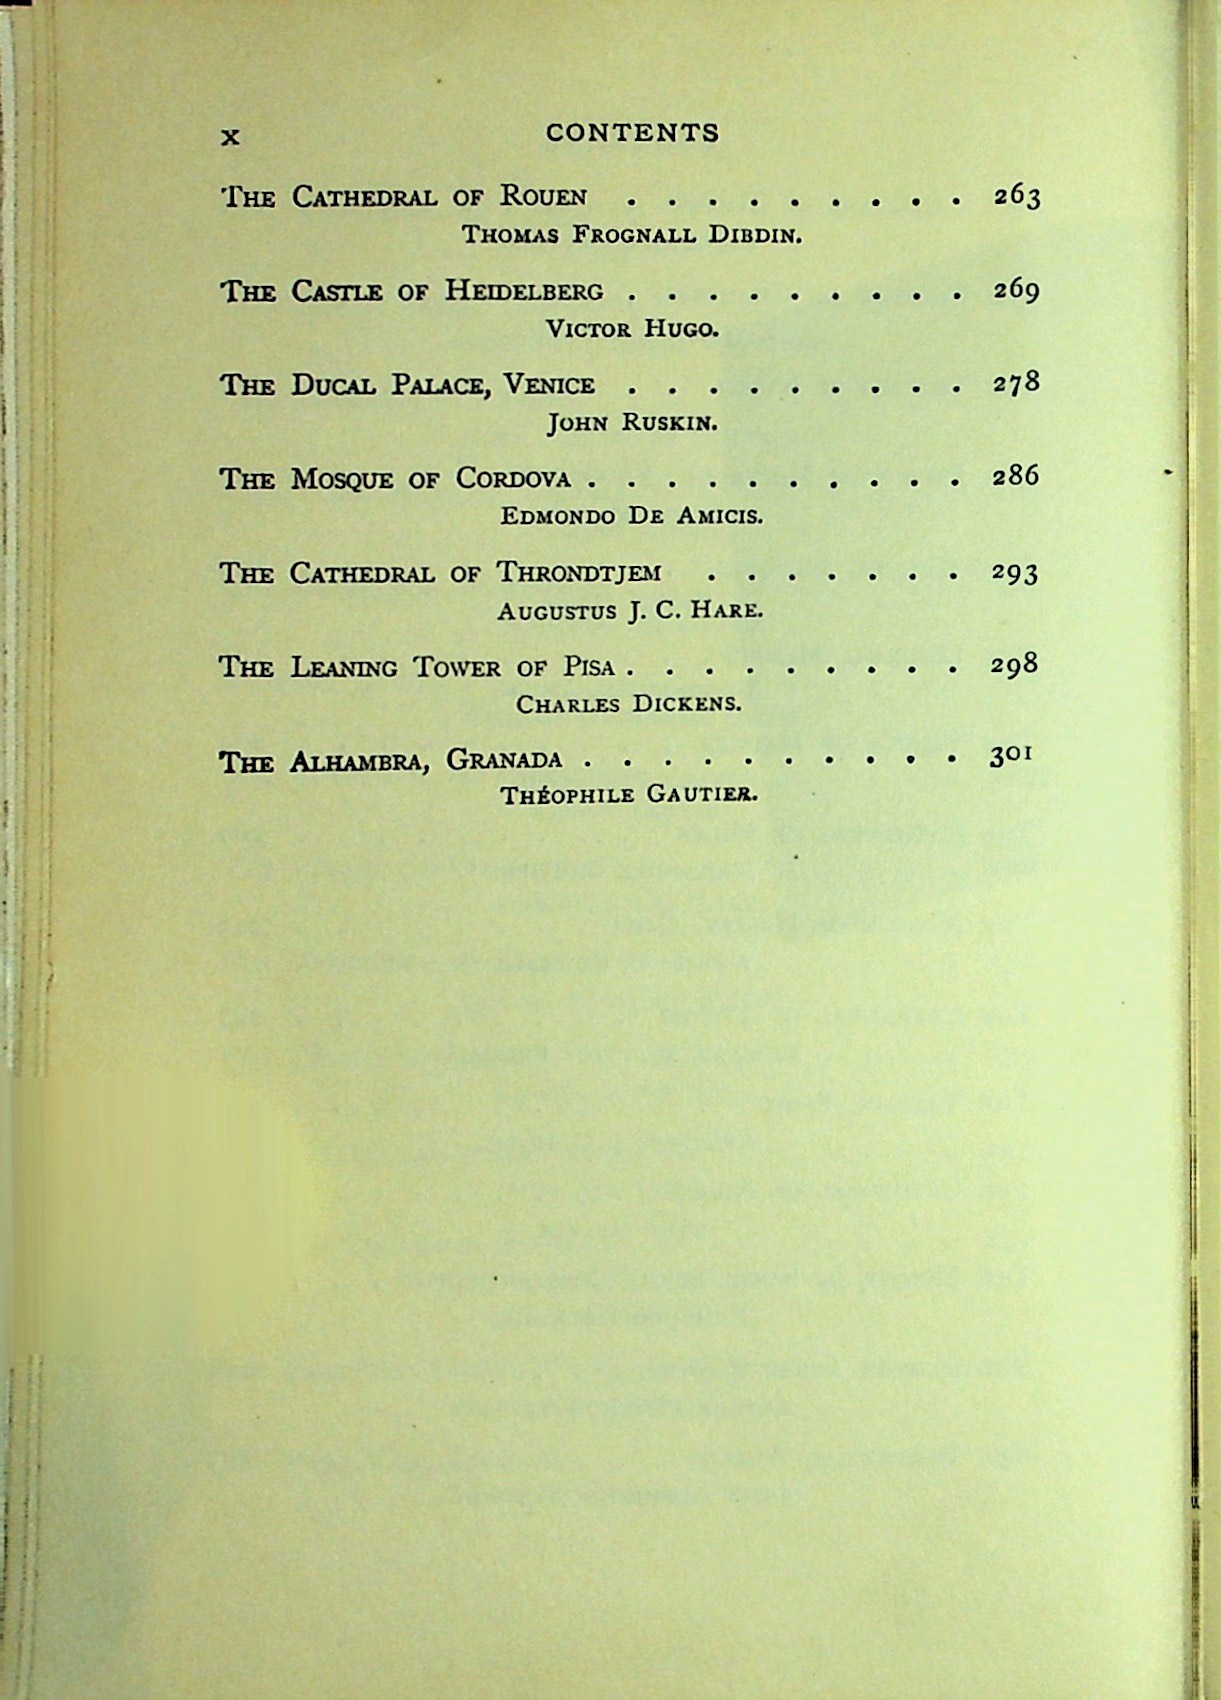 x CONTENTS
The Cathedral of Rouen . . . . . . . . . 263
Thomas Frognall Dibdin.
The Castle of Heidelberg . . . . . . . . . 269
Victor Hugo.
The Ducal Palace, Venice . . . . . . . . . 278
John Ruskin.
The Mosque of Cordova . . . . . . . . . . 286
Edmondo De Amicis.
The Cathedral of Throndtjem . . . . . . . 293
Augustus J. C. Hare.
The Leaning Tower of Pisa . . . . . . . . . 298
Charles Dickens.
The Alhambra, Granada . . . . . . . . . . 301
Théophile Gautier.